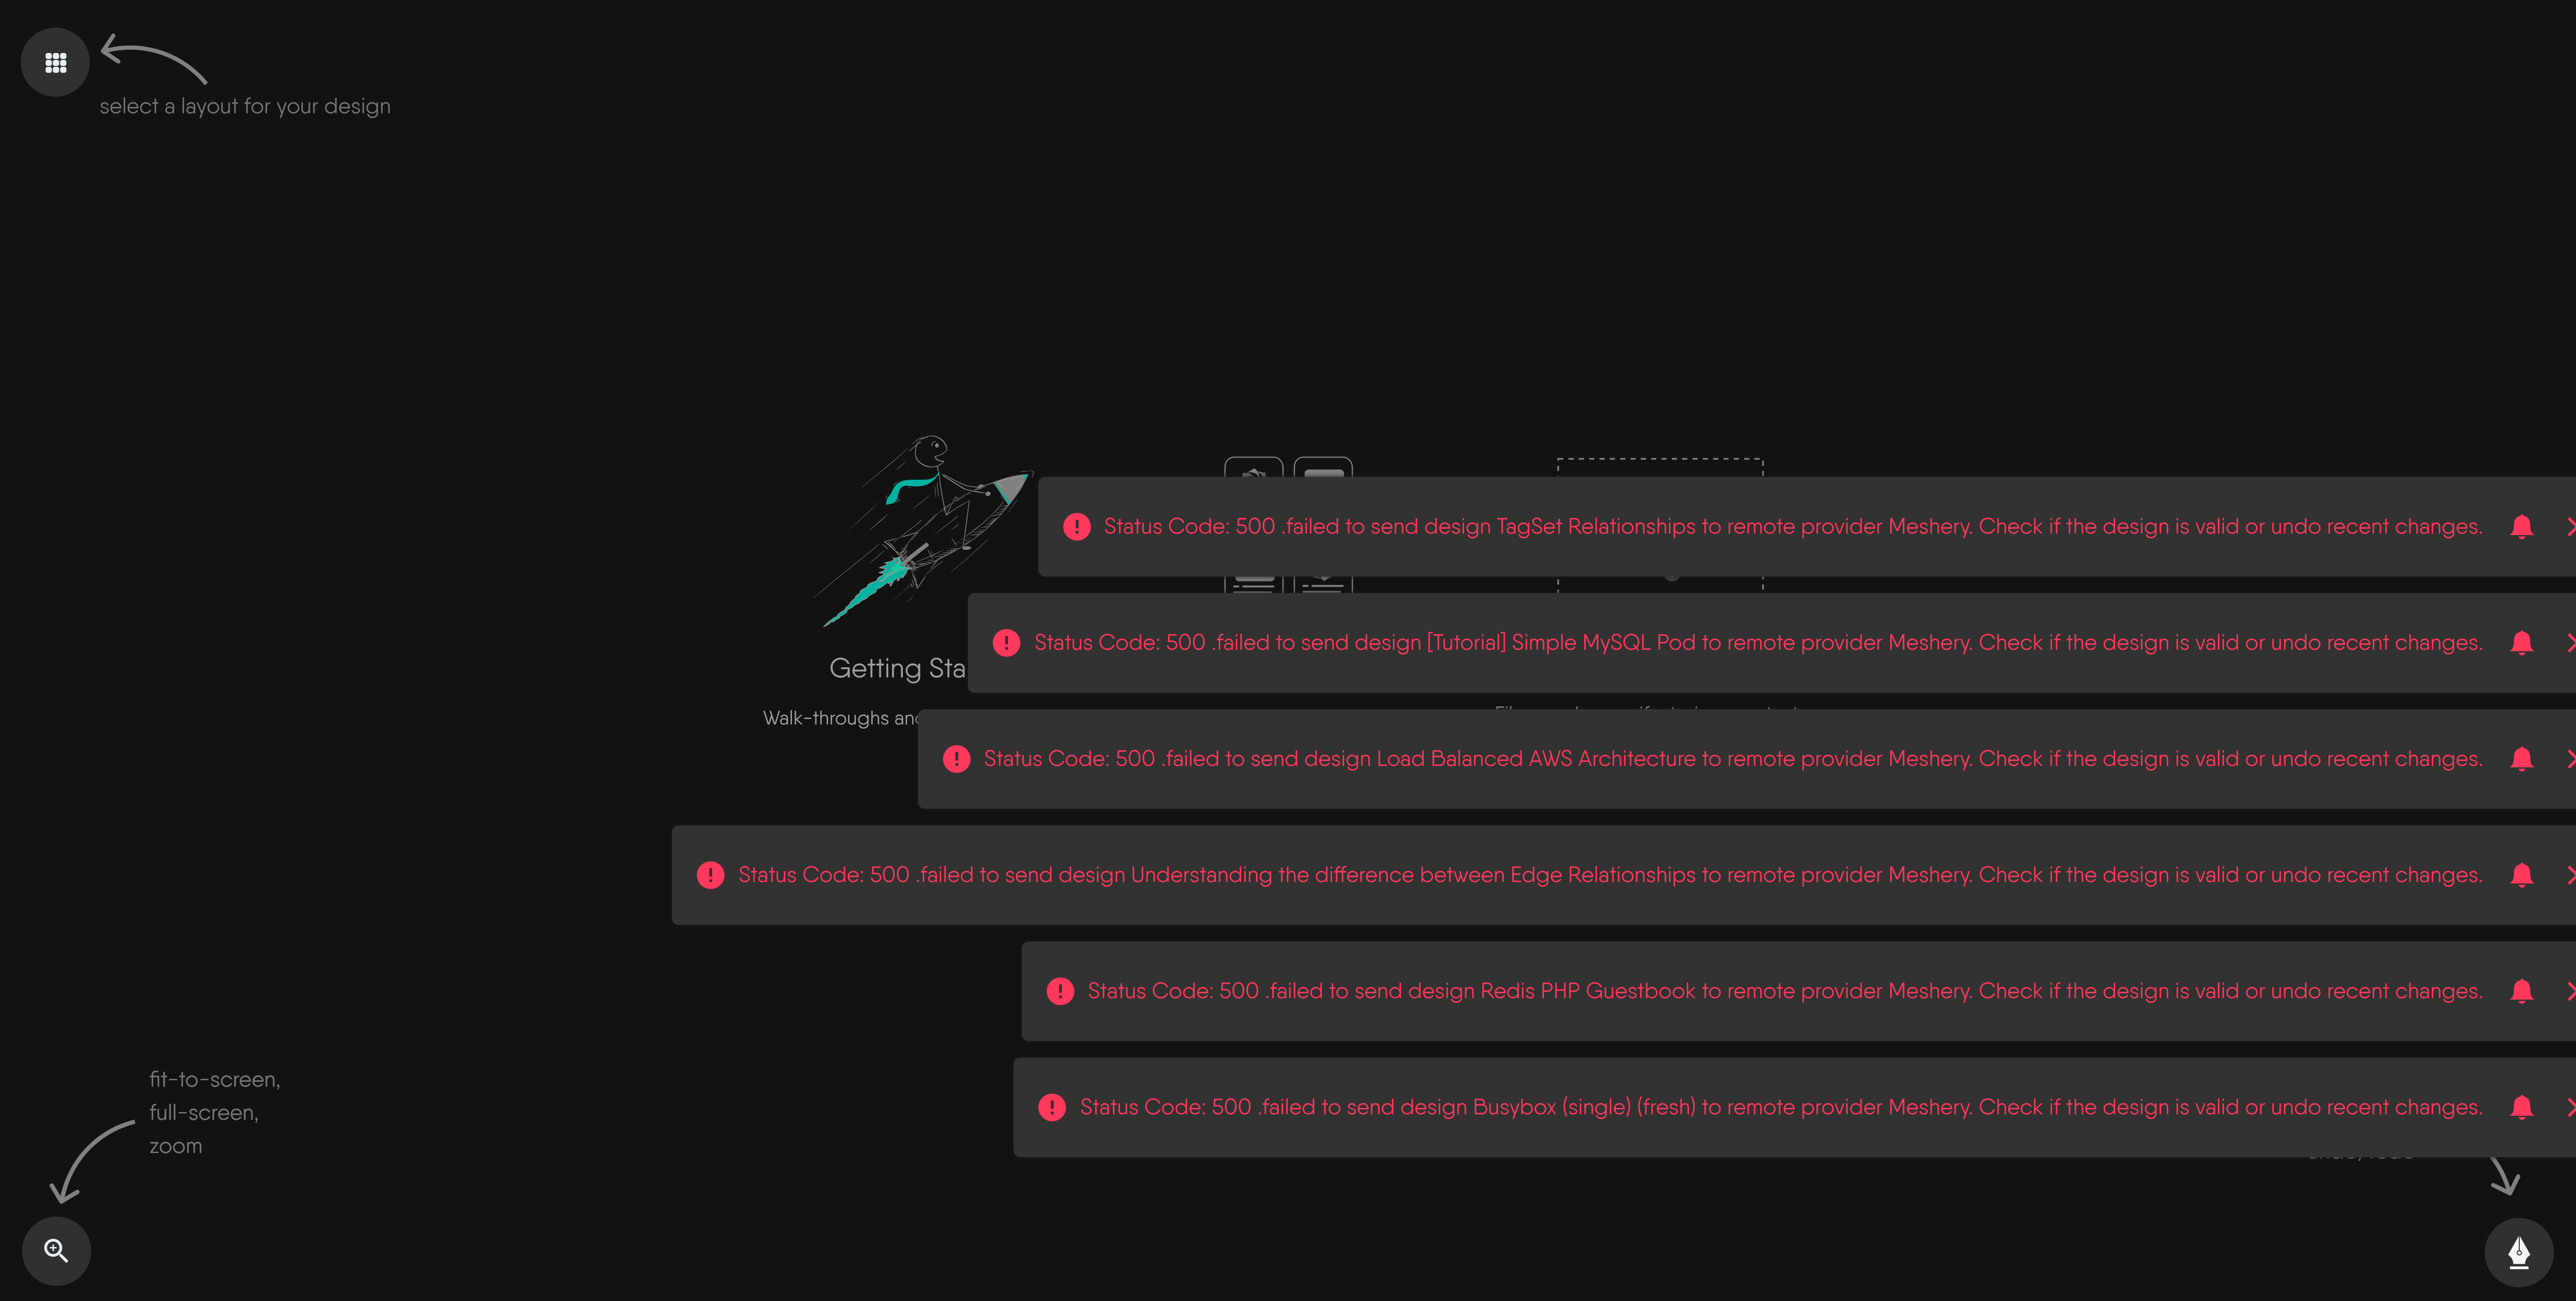 select a layout for your design
Status Code: 500 .failed to send design TagSet Relationships to remote provider Meshery. Check if the design is valid or undo recent changes.
Status Code: 500 .failed to send design [Tutorial] Simple MySQL Pod to remote provider Meshery. Check if the design is valid or undo recent changes.
Getting Sta
Walk-throughs
Status Code: 500 .failed to send design Load Balanced AWS Architecture to remote provider Meshery. Check if the design is valid or undo recent changes.
Status Code: 500 .failed to send design Understanding the difference between Edge Relationships to remote provider Meshery. Check if the design is valid or undo recent changes.
Status Code: 500 .failed to send design Redis PHP Guestbook to remote provider Meshery. Check if the design is valid or undo recent changes.
Status Code: 500 .failed to send design Busybox (single) (fresh) to remote provider Meshery. Check if the design is valid or undo recent changes.
fit-to-screen,
full-screen,
zoom